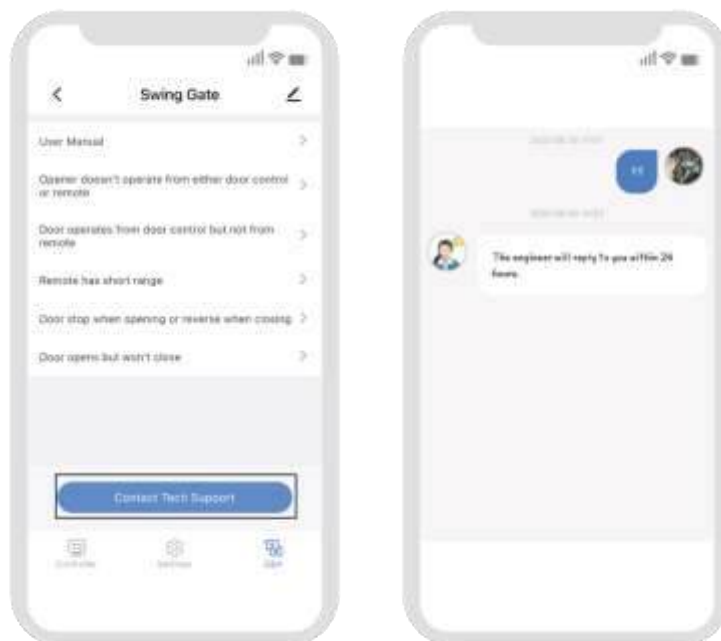 Swing Gate
User Manual
Opener doesn't operate from either door control
or remote
Door operates from door control but not from
remote
Remote has short range
Door stop when opening or reverse when closing
Door opens but won't close
Contact Tech Support
Controller
Settings
Q&A
The engineer will reply to you within 24
hours.